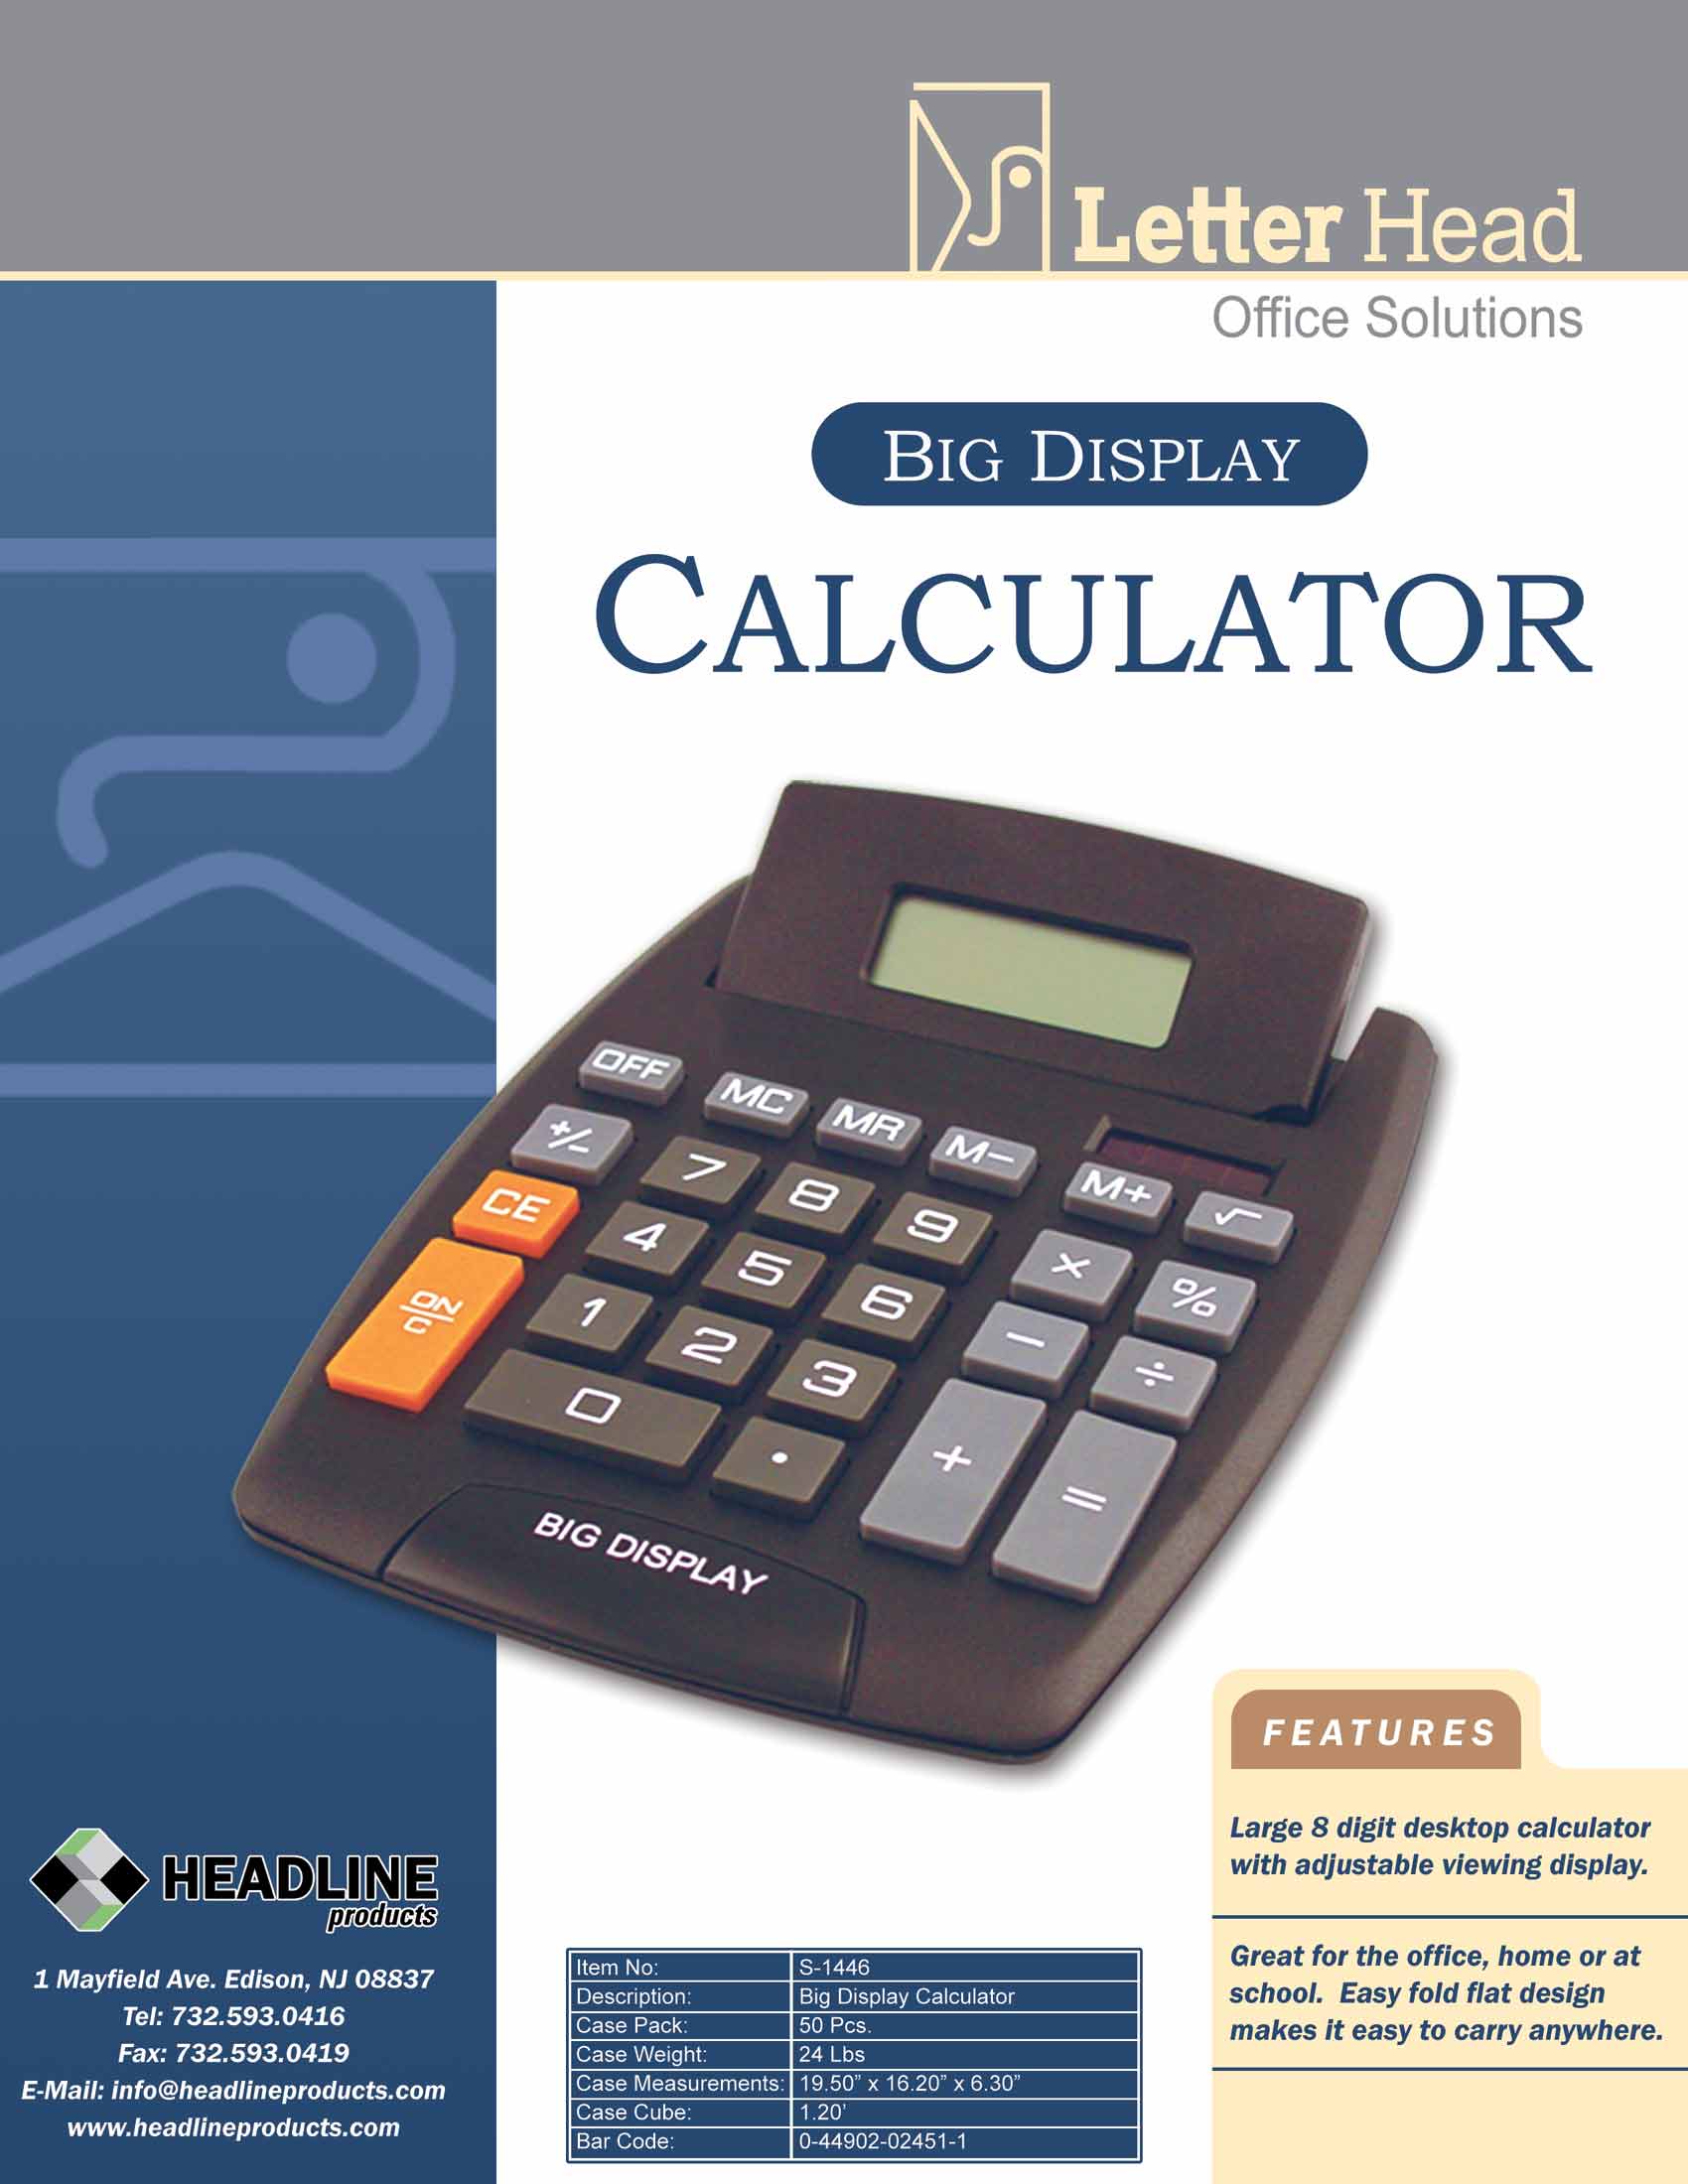 Letter Head
Office Solutions
BIG DISPLAY
CALCULATOR
OFF
MC
MR
M−
M+
√
+/−
7
8
9
×
%
CE
4
5
6
−
÷
ON
C
1
2
3
+
=
0
.
BIG DISPLAY
FEATURES
Large 8 digit desktop calculator
with adjustable viewing display.
Great for the office, home or at
school. Easy fold flat design
makes it easy to carry anywhere.
HEADLINE
products
1 Mayfield Ave. Edison, NJ 08837
Tel: 732.593.0416
Fax: 732.593.0419
E-Mail: info@headlineproducts.com
www.headlineproducts.com
Item No: S-1446
Description: Big Display Calculator
Case Pack: 50 Pcs.
Case Weight: 24 Lbs
Case Measurements: 19.50” x 16.20” x 6.30”
Case Cube: 1.20’
Bar Code: 0-44902-02451-1